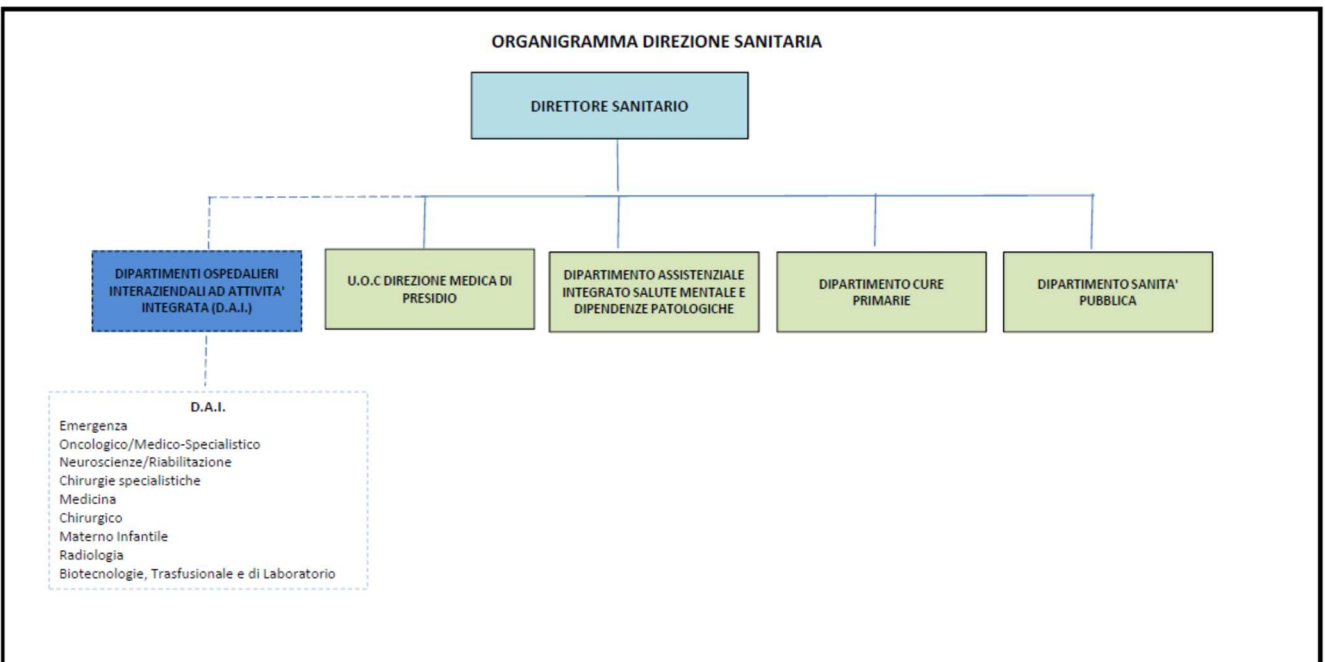 ORGANIGRAMMA DIREZIONE SANITARIA
DIRETTORE SANITARIO
DIPARTIMENTI OSPEDALIERI
INTERAZIENDALI AD ATTIVITA'
INTEGRATA (D.A.I.)
U.O.C DIREZIONE MEDICA DI
PRESIDIO
DIPARTIMENTO ASSISTENZIALE
INTEGRATO SALUTE MENTALE E
DIPENDENZE PATOLOGICHE
DIPARTIMENTO CURE
PRIMARIE
DIPARTIMENTO SANITA'
PUBBLICA
D.A.I.
Emergenza
Oncologico/Medico-Specialistico
Neuroscienze/Riabilitazione
Chirurgie specialistiche
Medicina
Chirurgico
Materno Infantile
Radiologia
Biotecnologie, Trasfusionale e di Laboratorio